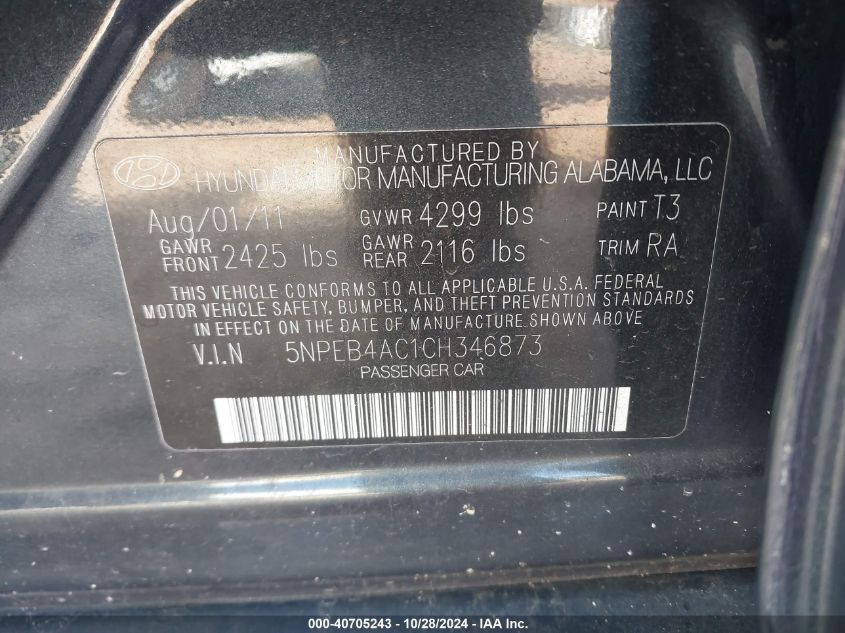 MANUFACTURED BY
HYUNDAI MOTOR MANUFACTURING ALABAMA, LLC
Aug/01/11 GVWR 4299 lbs PAINT T3
GAWR FRONT 2425 lbs GAWR REAR 2116 lbs TRIM RA
THIS VEHICLE CONFORMS TO ALL APPLICABLE U.S.A. FEDERAL
MOTOR VEHICLE SAFETY, BUMPER, AND THEFT PREVENTION STANDARDS
IN EFFECT ON THE DATE OF MANUFACTURE SHOWN ABOVE.
V.I.N 5NPEB4AC1CH346873
PASSENGER CAR
000-40705243 - 10/28/2024 - IAA Inc.